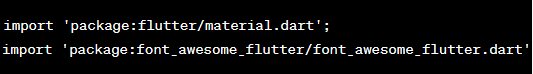 import 'package:flutter/material.dart';
import 'package:font_awesome_flutter/font_awesome_flutter.dart'